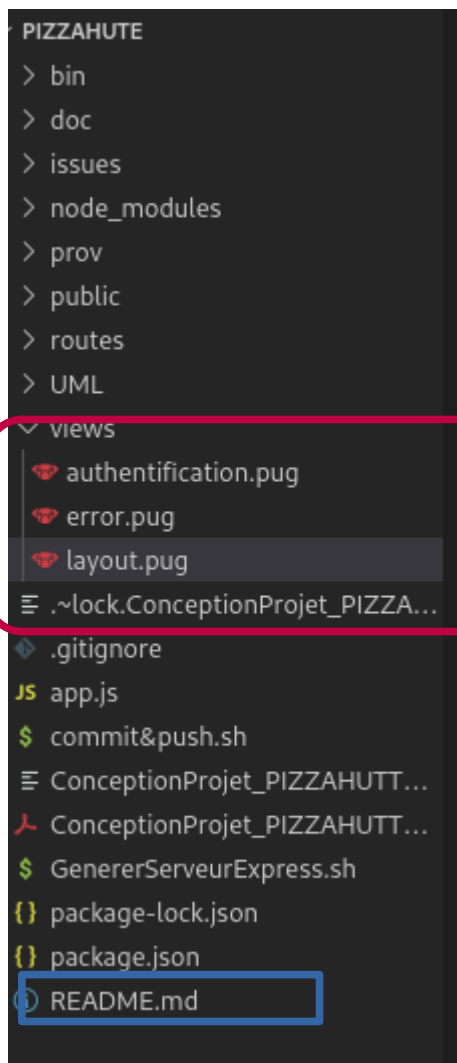 PIZZAHUTE
bin
doc
issues
node_modules
prov
public
routes
UML
views
authentification.pug
error.pug
layout.pug
.~lock.ConceptionProjet_PIZZA...
.gitignore
JS app.js
$ commit&push.sh
ConceptionProjet_PIZZAHUTT...
ConceptionProjet_PIZZAHUTT...
$ GenererServeurExpress.sh
{} package-lock.json
{} package.json
README.md